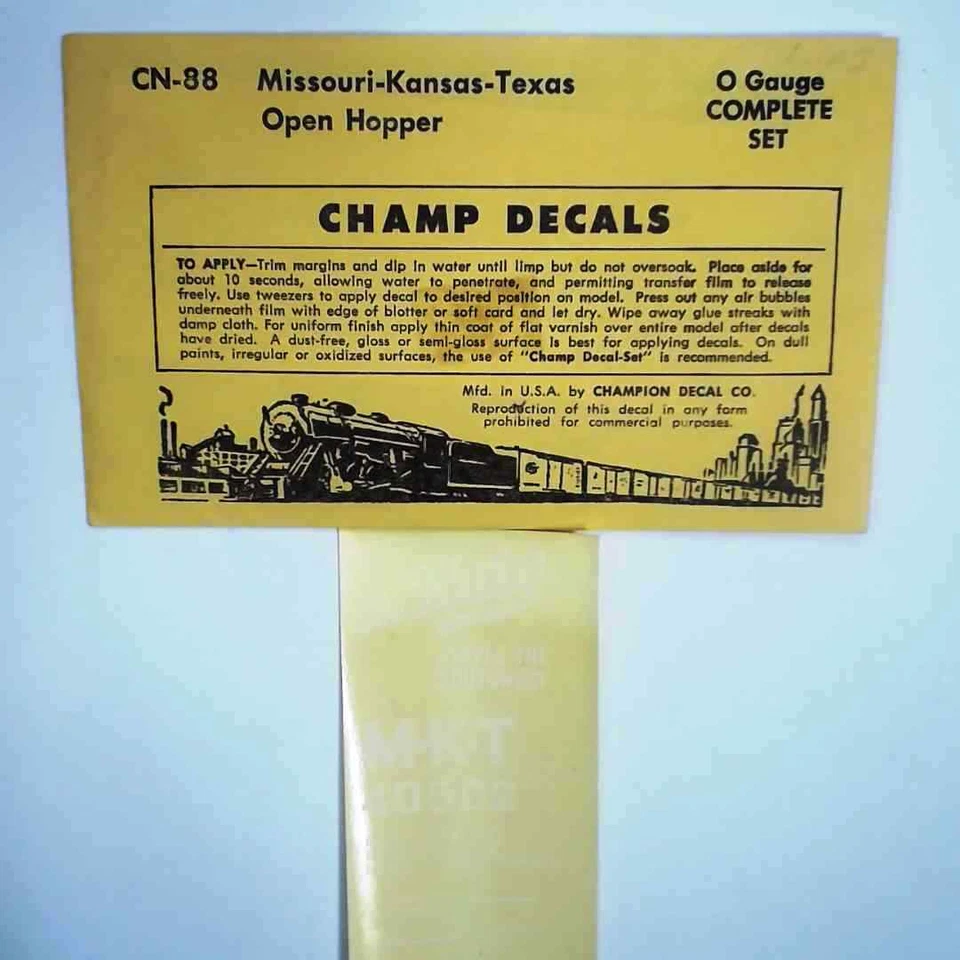 CN-88 Missouri-Kansas-Texas
Open Hopper
O Gauge
COMPLETE
SET
CHAMP DECALS
TO APPLY—Trim margins and dip in water until limp but do not oversoak. Place aside for
about 10 seconds, allowing water to penetrate, and permitting transfer film to release
freely. Use tweezers to apply decal to desired position on model. Press out any air bubbles
underneath film with edge of blotter or soft card and let dry. Wipe away glue streaks with
damp cloth. For uniform finish apply thin coat of flat varnish over entire model after decals
have dried. A dust-free, gloss or semi-gloss surface is best for applying decals. On dull
paints, irregular or oxidized surfaces, the use of "Champ Decal-Set" is recommended.
Mfd. in U.S.A. by CHAMPION DECAL CO.
Reproduction of this decal in any form
prohibited for commercial purposes.
M-K-T